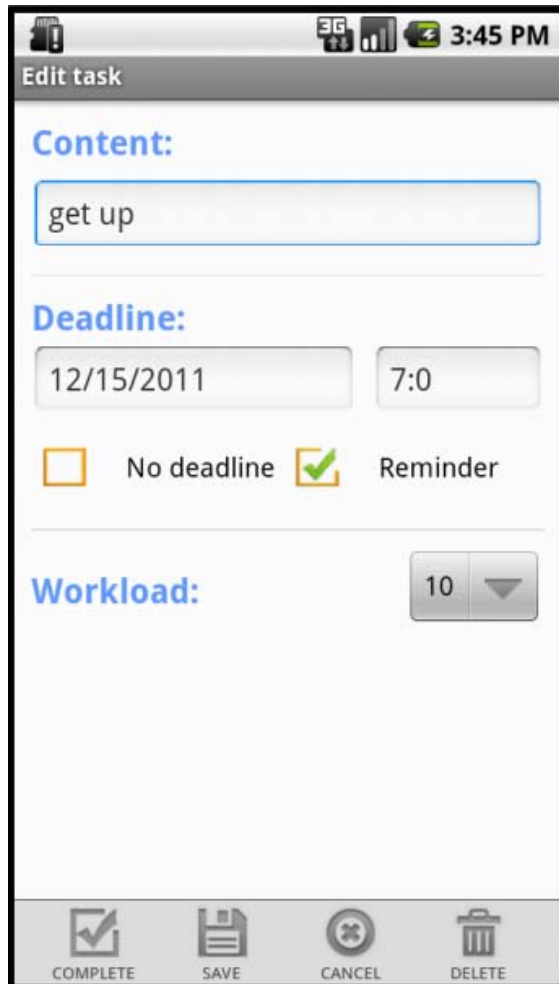 3G 3:45 PM
Edit task
Content:
get up
Deadline:
12/15/2011 7:0
No deadline Reminder
Workload: 10
COMPLETE SAVE CANCEL DELETE